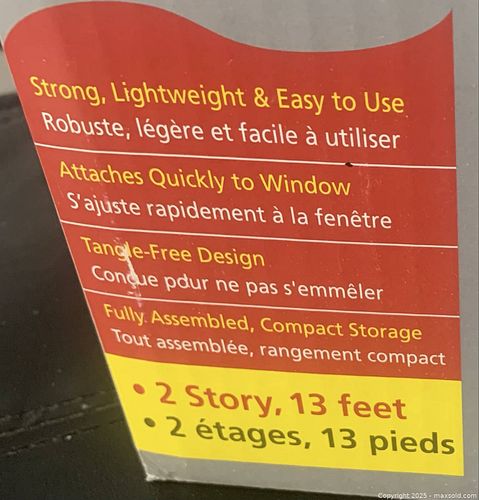 Strong, Lightweight & Easy to Use
Robuste, légère et facile à utiliser
Attaches Quickly to Window
S'ajuste rapidement à la fenêtre
Tangle-Free Design
Conçue pdur ne pas s'emmêler
Fully Assembled, Compact Storage
Tout assemblée, rangement compact
• 2 Story, 13 feet
• 2 étages, 13 pieds
Copyright 2025 - maxsold.com